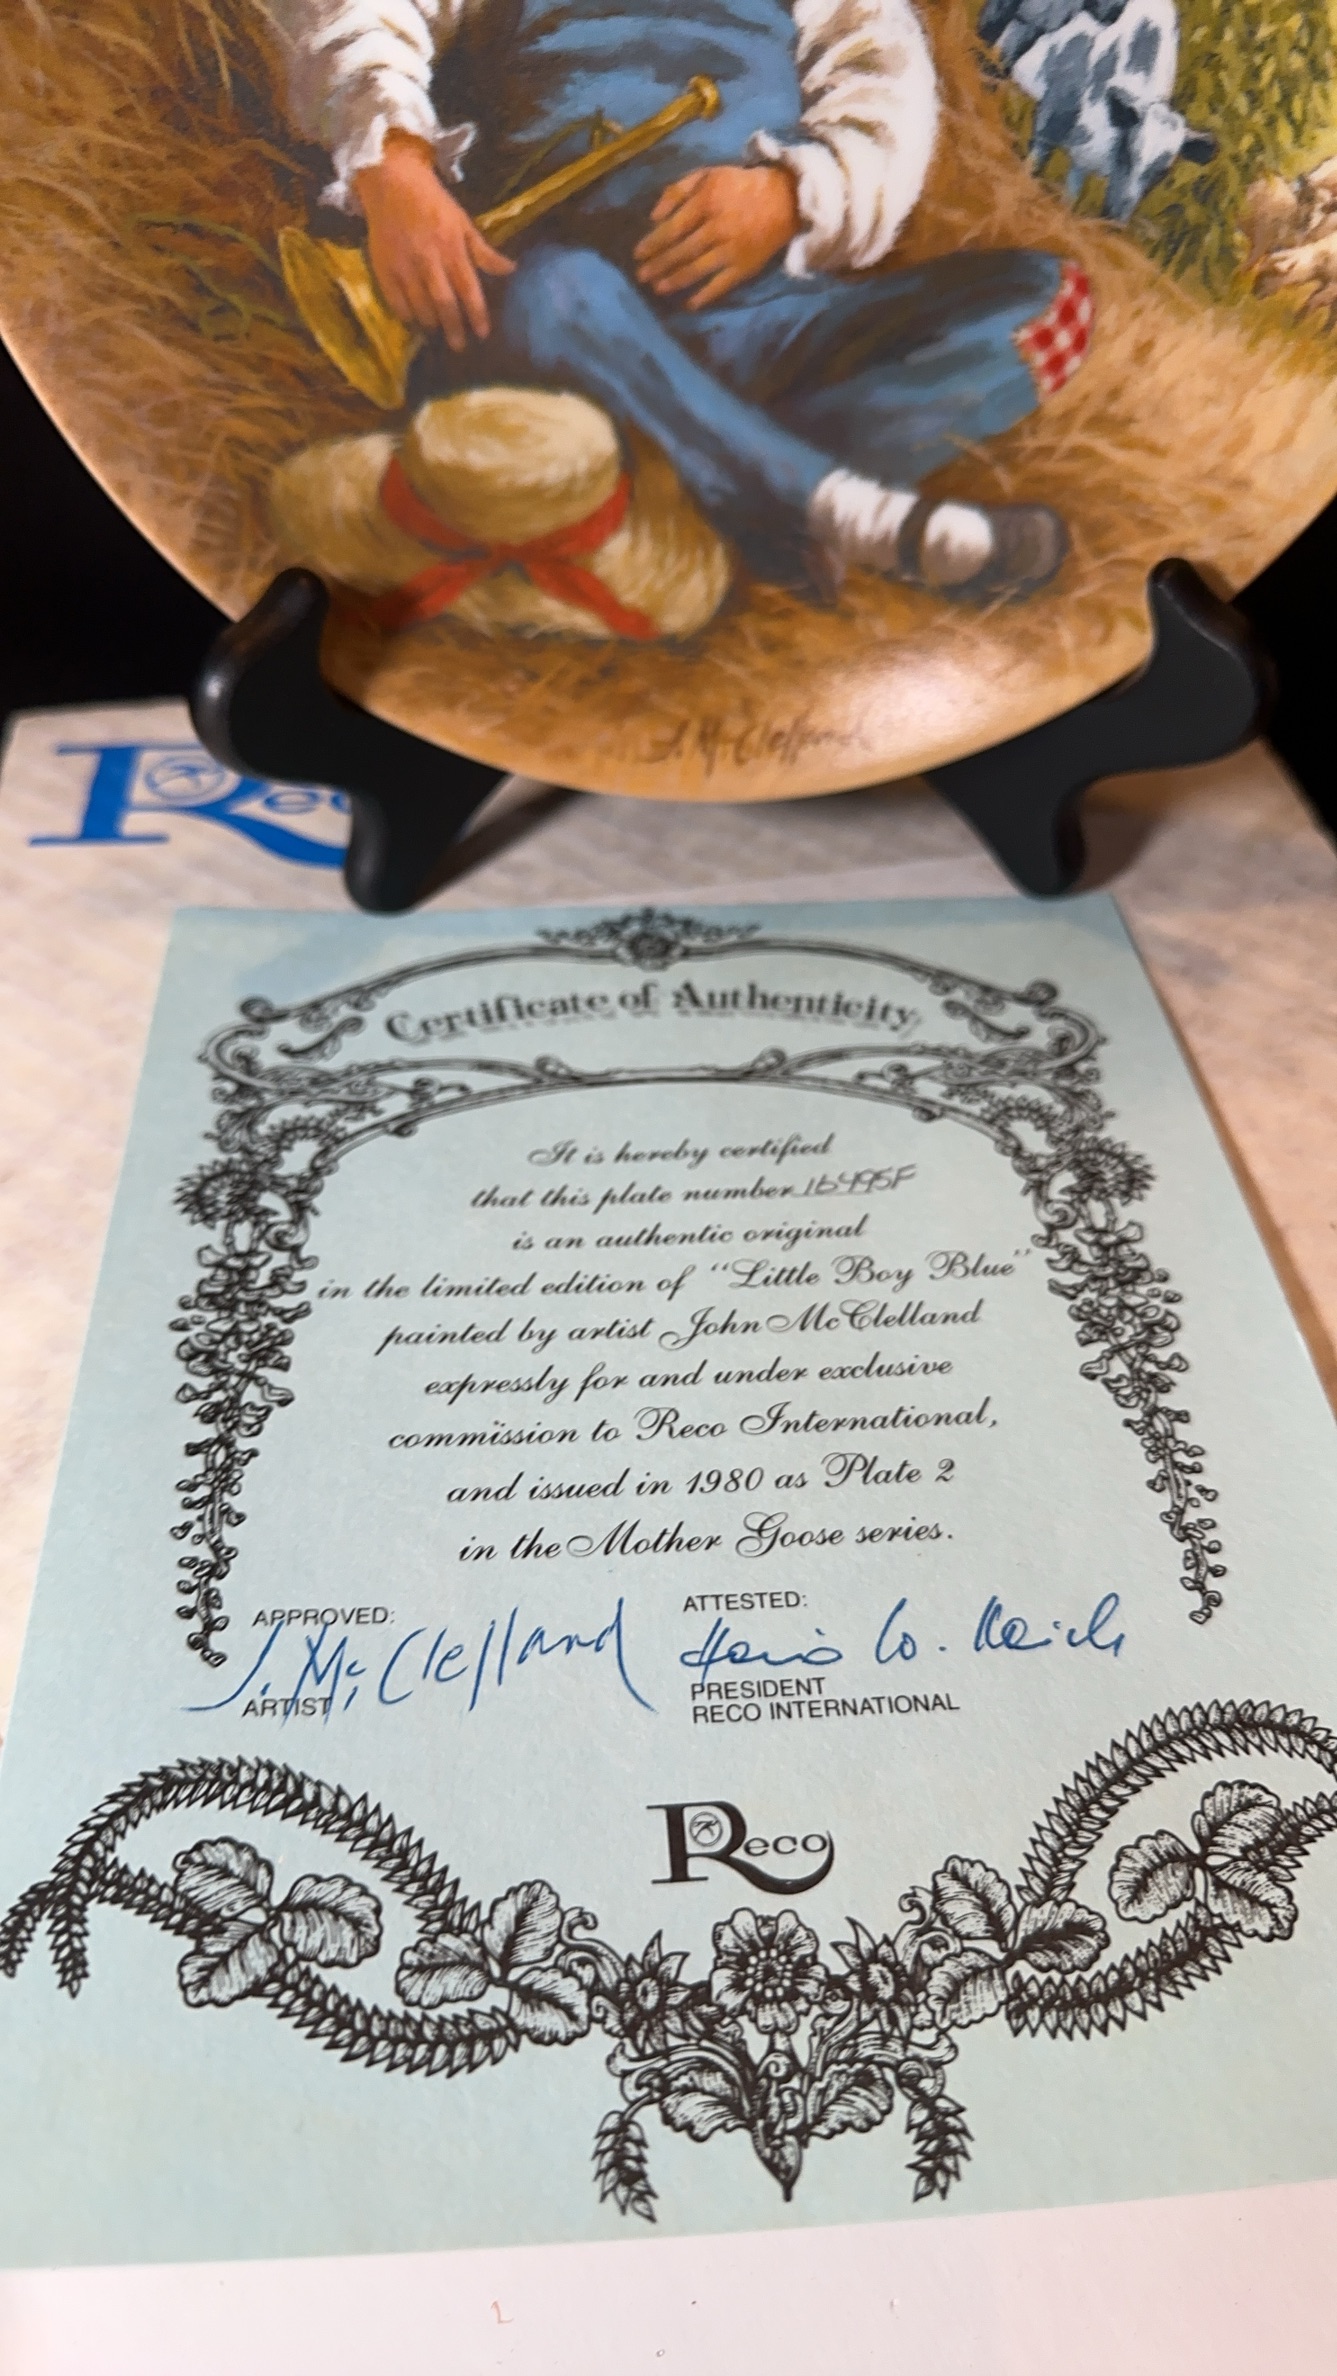 J. McClelland
Reco
Certificate of Authenticity
It is hereby certified
that this plate number 16495F
is an authentic original
in the limited edition of “Little Boy Blue”
painted by artist John McClelland
expressly for and under exclusive
commission to Reco International,
and issued in 1980 as Plate 2
in the Mother Goose series.
APPROVED:
J. McClelland
ARTIST
ATTESTED:
PRESIDENT
RECO INTERNATIONAL
Reco